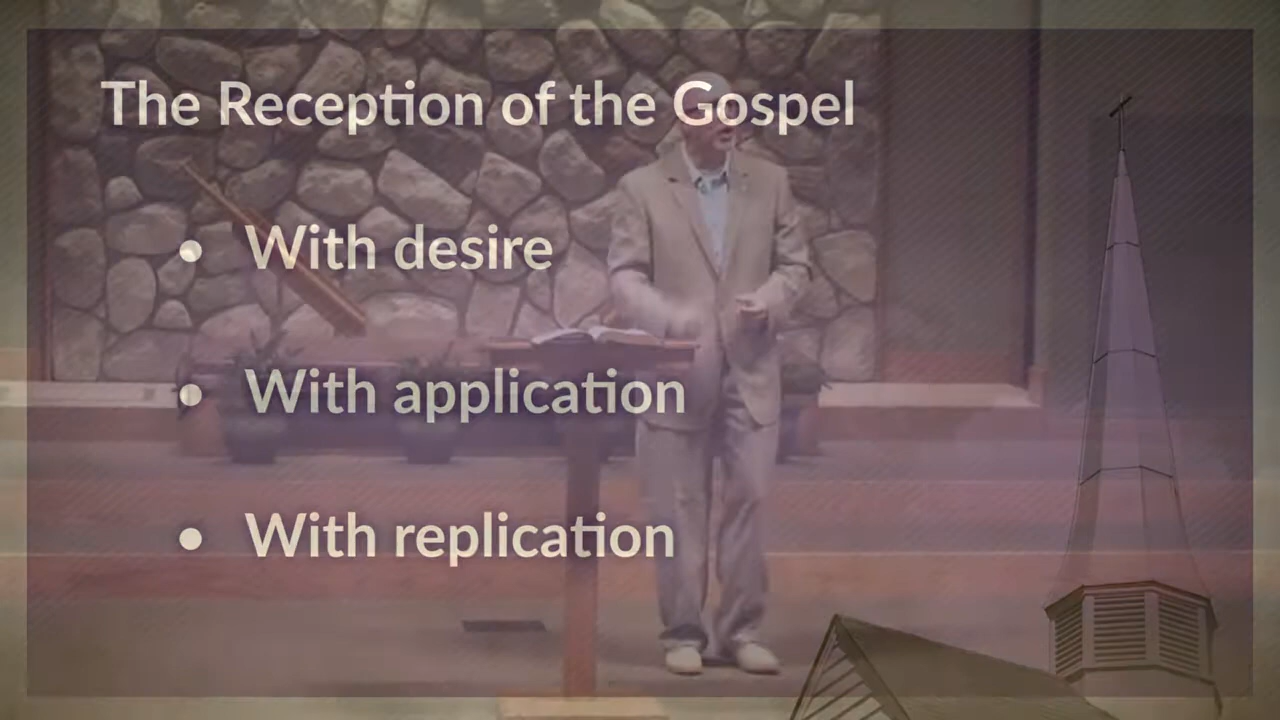 The Reception of the Gospel
• With desire
• With application
• With replication